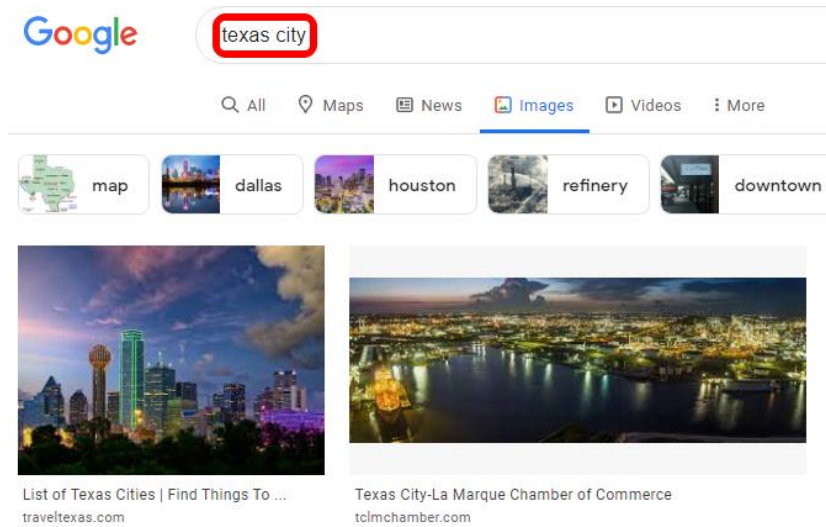 Google
texas city
All Maps News Images Videos More
map dallas houston refinery downtown
List of Texas Cities | Find Things To ...
traveltexas.com
Texas City-La Marque Chamber of Commerce
tclmchamber.com